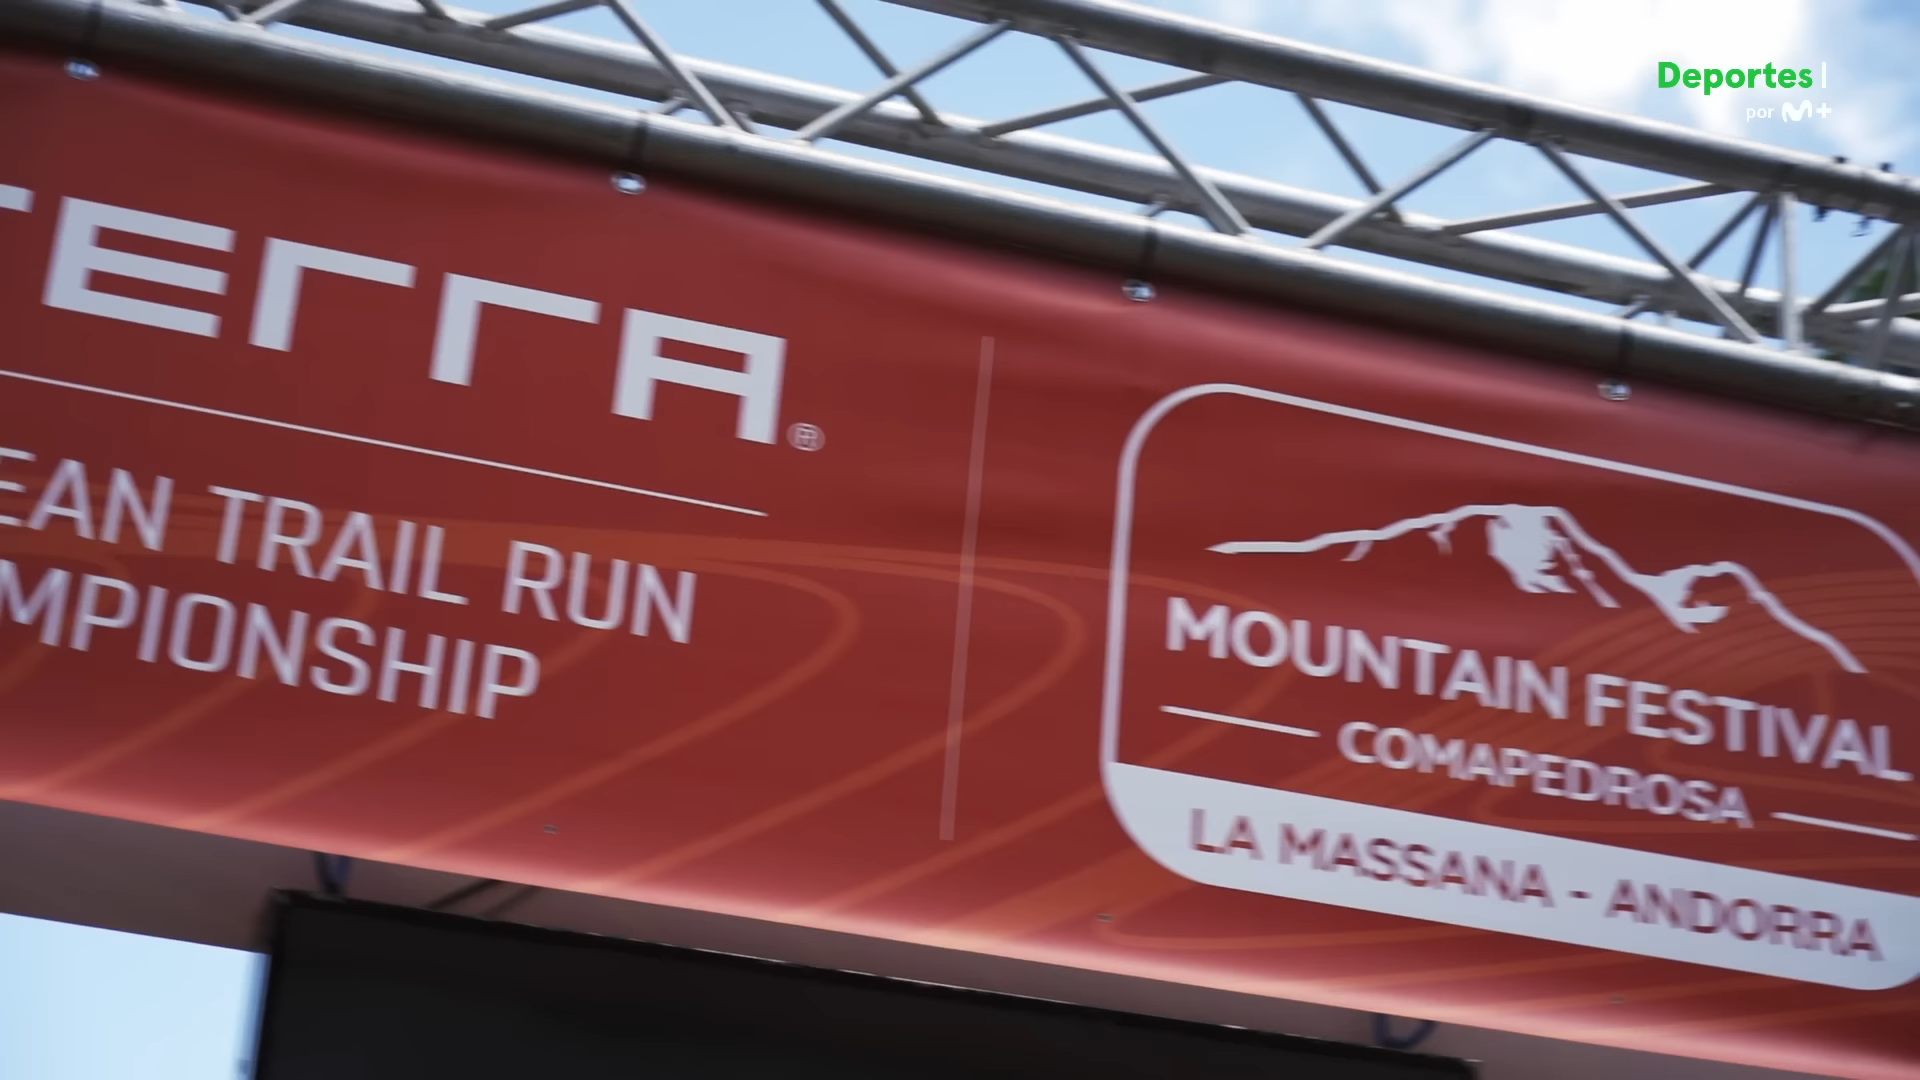 Deportes
por M+
TERRA®
EAN TRAIL RUN
MPIONSHIP
MOUNTAIN FESTIVAL
COMAPEDROSA
LA MASSANA - ANDORRA